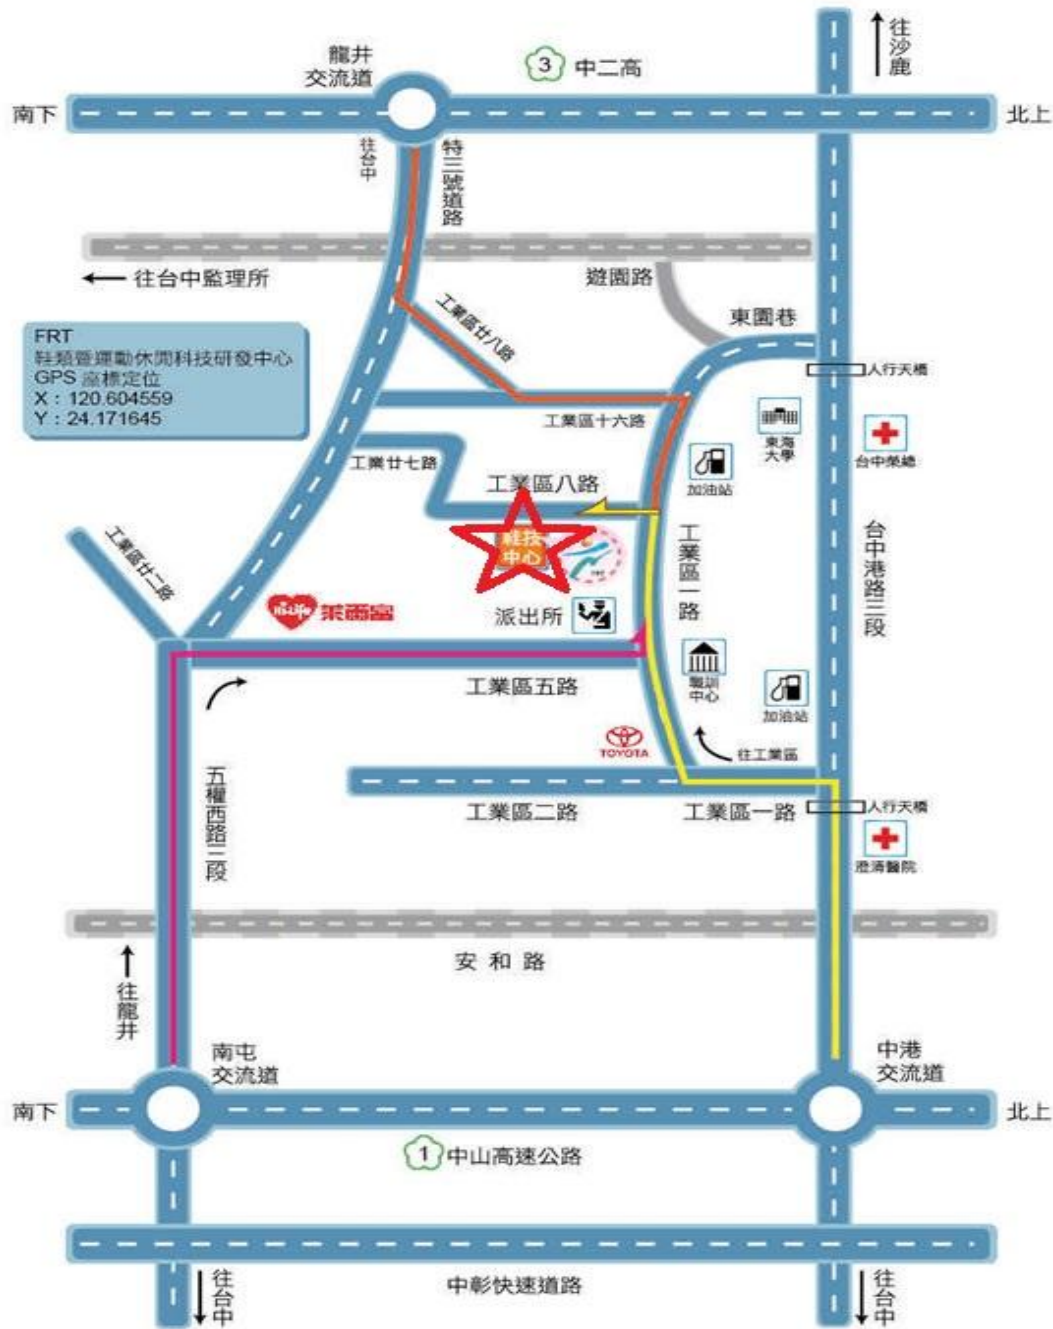 往沙鹿
龍井
交流道
3
中二高
南下
北上
往台中
特三號道路
往台中監理所
遊園路
東園巷
工業區廿八路
FRT
鞋類暨運動休閒科技研發中心
GPS 座標定位
X：120.604559
Y：24.171645
人行天橋
工業區十六路
東海
大學
台中榮總
工業廿七路
加油站
工業區八路
鞋技
中心
工業區一路
台中港路三段
工業區廿二路
Hi-Life
萊爾富
派出所
職訓
中心
工業區五路
加油站
TOYOTA
往工業區
五權西路三段
工業區二路
工業區一路
人行天橋
澄清醫院
安和路
往龍井
南屯
交流道
中港
交流道
南下
北上
1
中山高速公路
中彰快速道路
往台中
往台中